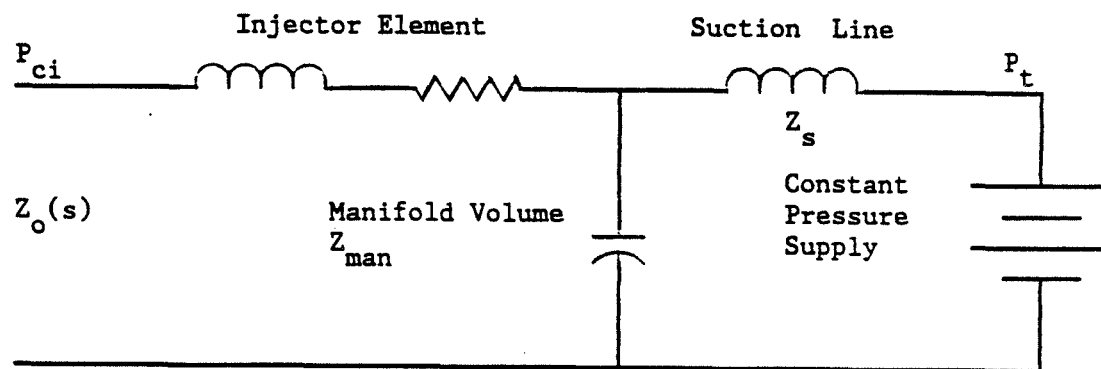 Injector Element
Suction Line
P_ci
P_t
Z_s
Z_o(s)
Manifold Volume
Z_man
Constant
Pressure
Supply